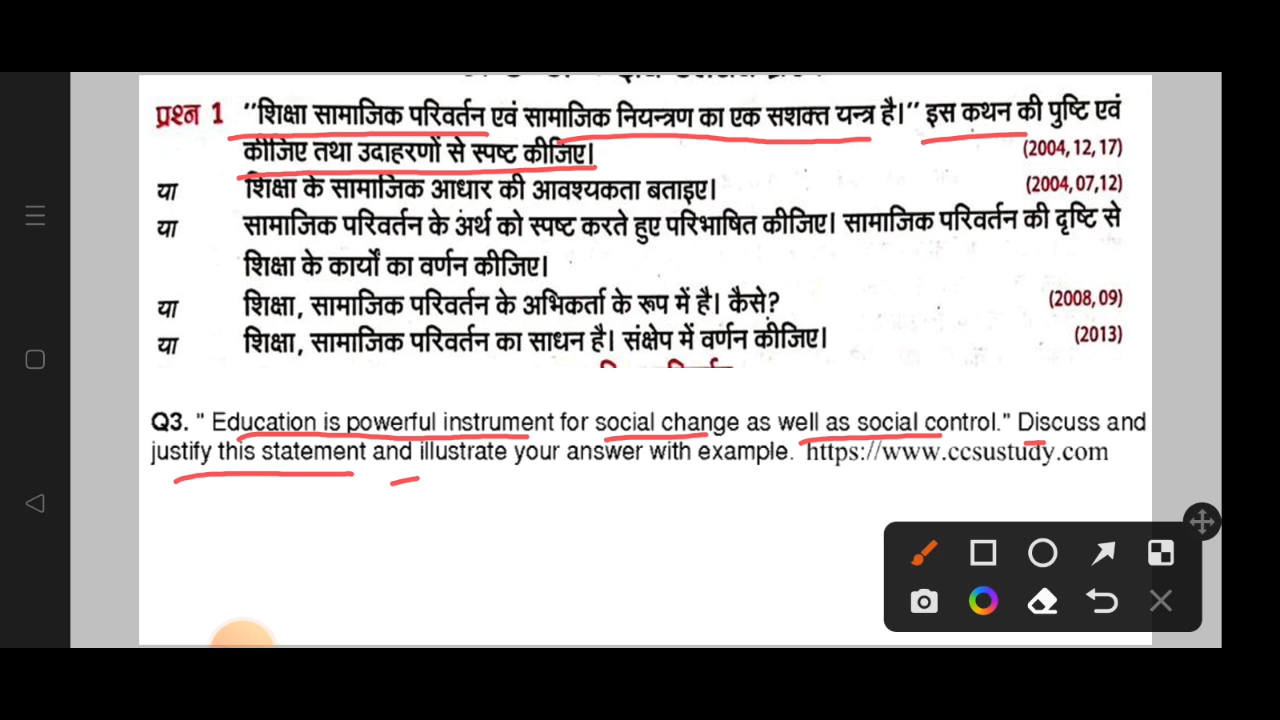 प्रश्न 1 "शिक्षा सामाजिक परिवर्तन एवं सामाजिक नियन्त्रण का एक सशक्त यन्त्र है।" इस कथन की पुष्टि एवं
कीजिए तथा उदाहरणों से स्पष्ट कीजिए। (2004, 12, 17)
या शिक्षा के सामाजिक आधार की आवश्यकता बताइए। (2004, 07,12)
या सामाजिक परिवर्तन के अर्थ को स्पष्ट करते हुए परिभाषित कीजिए। सामाजिक परिवर्तन की दृष्टि से
शिक्षा के कार्यों का वर्णन कीजिए।
या शिक्षा, सामाजिक परिवर्तन के अभिकर्ता के रूप में है। कैसे? (2008, 09)
या शिक्षा, सामाजिक परिवर्तन का साधन है। संक्षेप में वर्णन कीजिए। (2013)
Q3. " Education is powerful instrument for social change as well as social control." Discuss and
justify this statement and illustrate your answer with example. https://www.ccsustudy.com